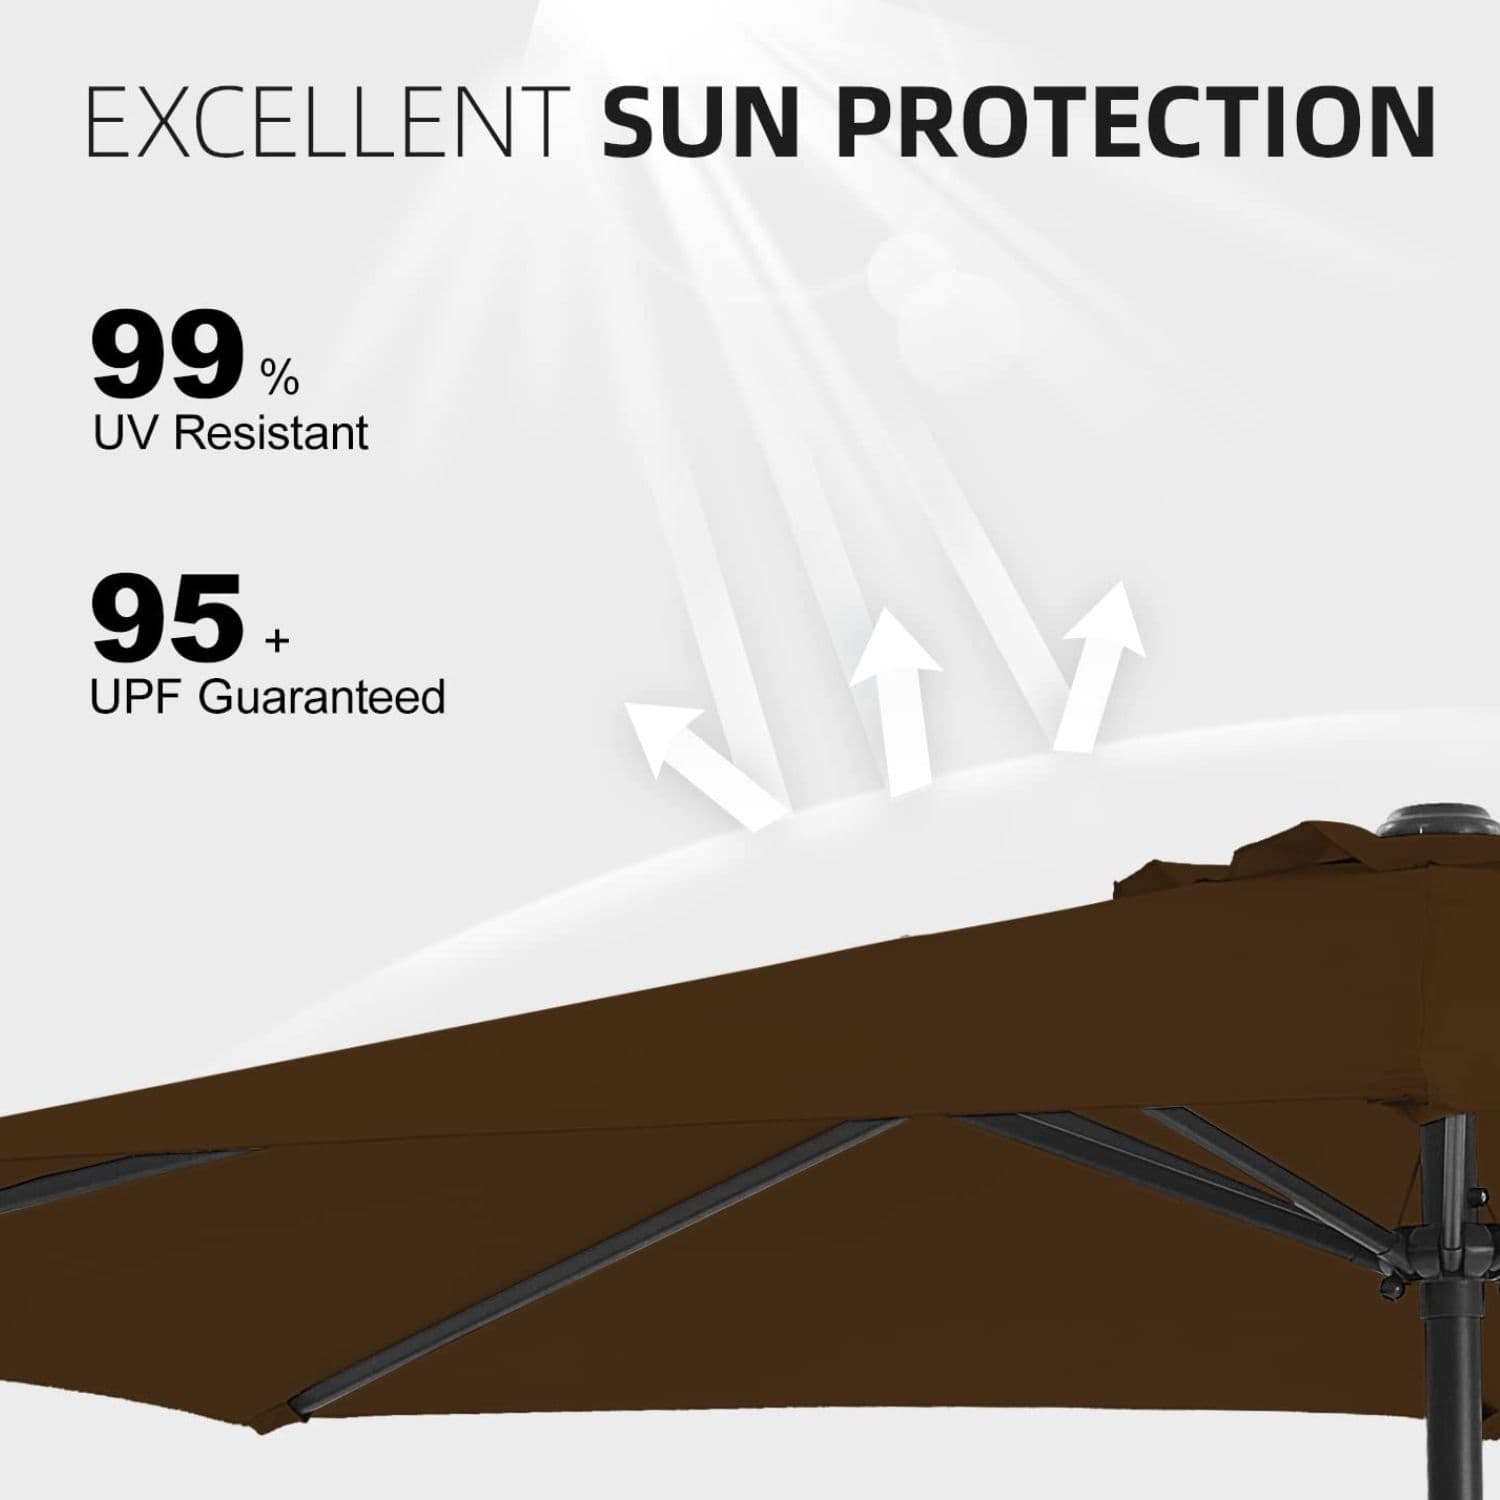 EXCELLENT SUN PROTECTION
99 %
UV Resistant
95 +
UPF Guaranteed